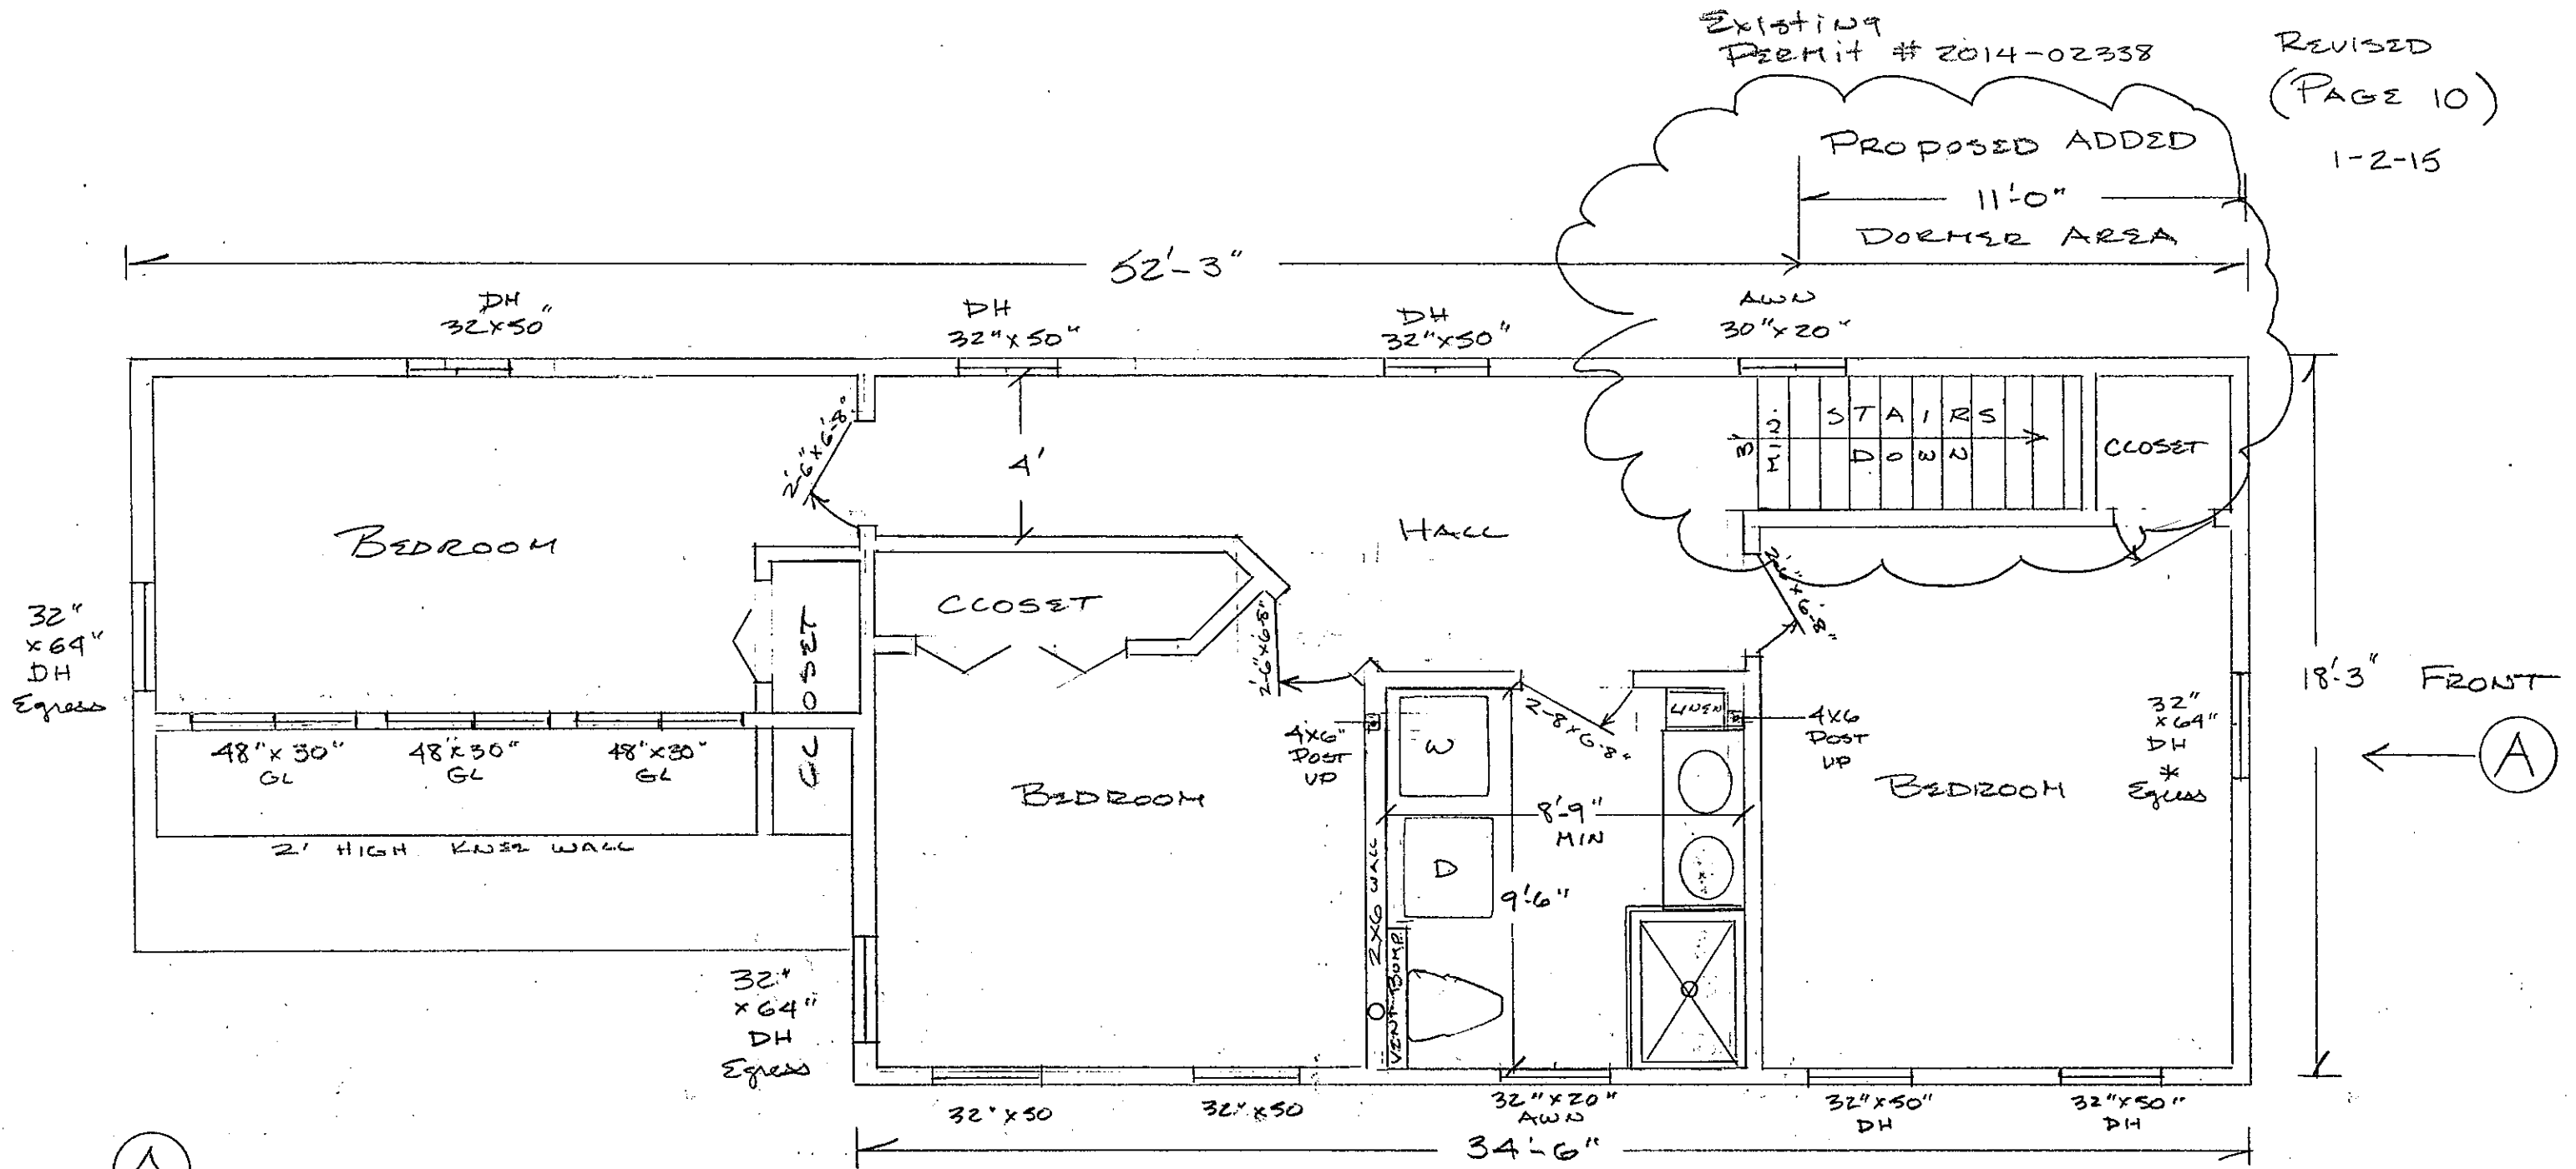 Existing
Permit # 2014-02338
REVISED
(PAGE 10)
1-2-15
PROPOSED ADDED
11'-0"
DORMER AREA
52'-3"
DH
32x50"
DH
32"x50"
DH
32"x50"
AWN
30"x20"
2'-6"x6'-8"
4'
3'
MIN.
STAIRS
DOWN
CLOSET
BEDROOM
HALL
CLOSET
CLOSET
2'-6"x6'-8"
2'-6"x6'-8"
32"
x64"
DH
Egress
18'-3"
FRONT
A
48"x30"
GL
48"x30"
GL
48"x30"
GL
2' HIGH KNEE WALL
BEDROOM
4x6"
POST
UP
W
2-8x6'-8"
LINEN
4x6
POST
UP
BEDROOM
32"
x64"
DH
*
Egress
8'-9"
MIN
D
9'-6"
2x6 WALL
VENT BUMP
32"
x64"
DH
Egress
32"x50
32"x50
32"x20"
AWN
32"x50"
DH
32"x50"
DH
34'-6"
A